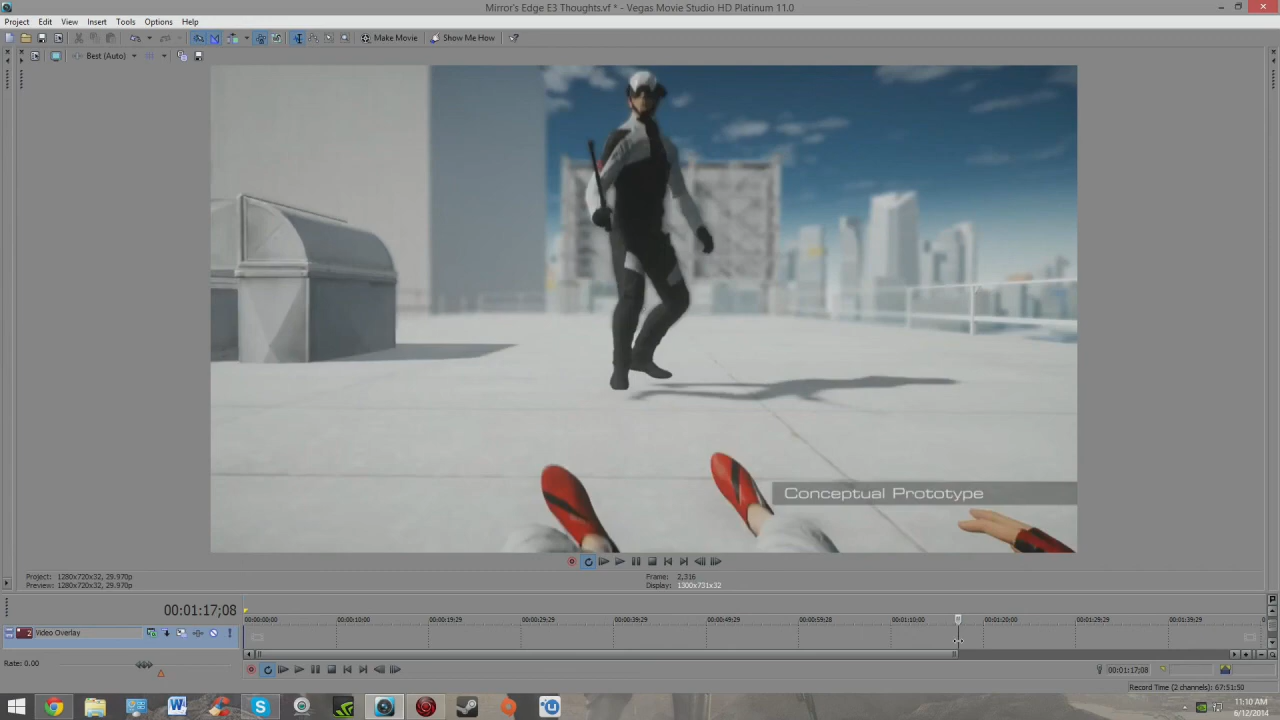 Mirror's Edge E3 Thoughts.vf * - Vegas Movie Studio HD Platinum 11.0
Project Edit View Insert Tools Options Help
Make Movie Show Me How
Best (Auto)
Conceptual Prototype
Project: 1280x720x32, 29.970p
Preview: 1280x720x32, 29.970p
Frame: 2,316
Display: 1300x731x32
00:01:17;08
00:00:00:00 00:00:10:00 00:00:19:29 00:00:29:29 00:00:39:29 00:00:49:29 00:00:59:28 00:01:10:00 00:01:20:00 00:01:29:29 00:01:39:29
2 Video Overlay
Rate: 0.00
00:01:17;08
Record Time (2 channels): 67:51:50
11:10 AM
6/12/2014